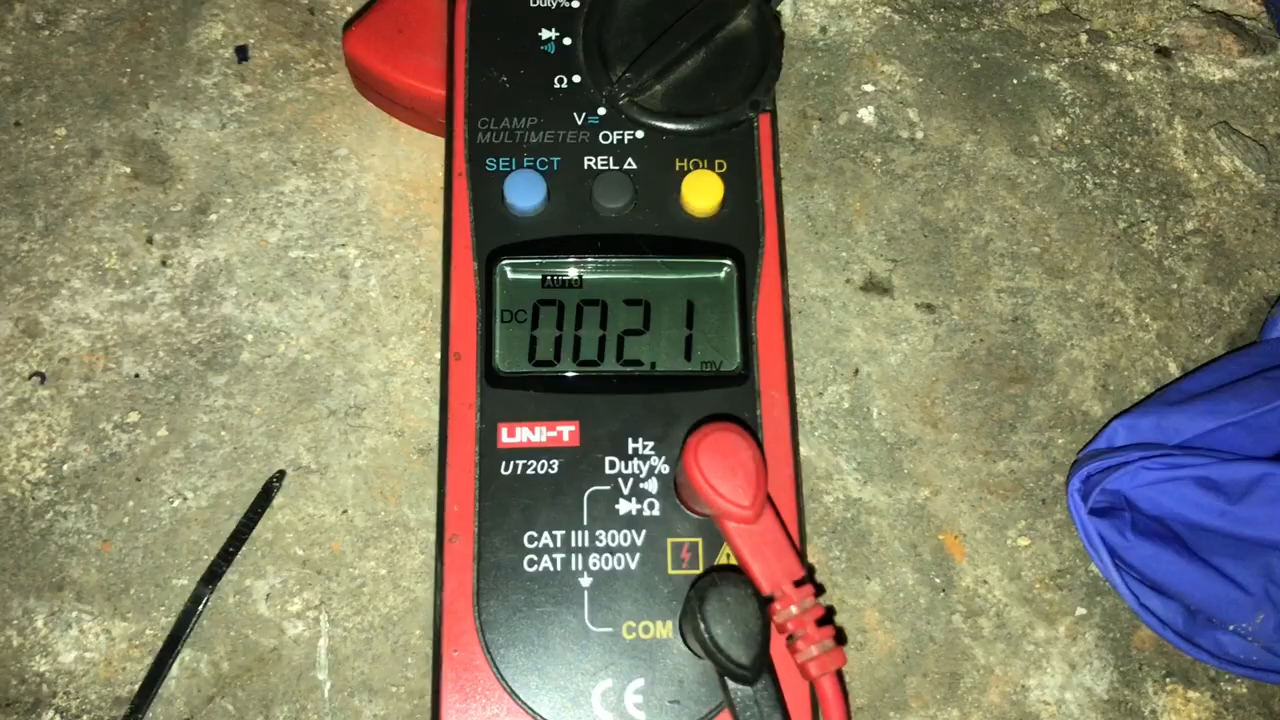 Duty%
Ω
V
CLAMP
MULTIMETER
OFF
SELECT
REL△
HOLD
AUTO
DC
002.1
mV
UNI-T
UT203
Hz
Duty%
V
Ω
CAT III 300V
CAT II 600V
COM
CE